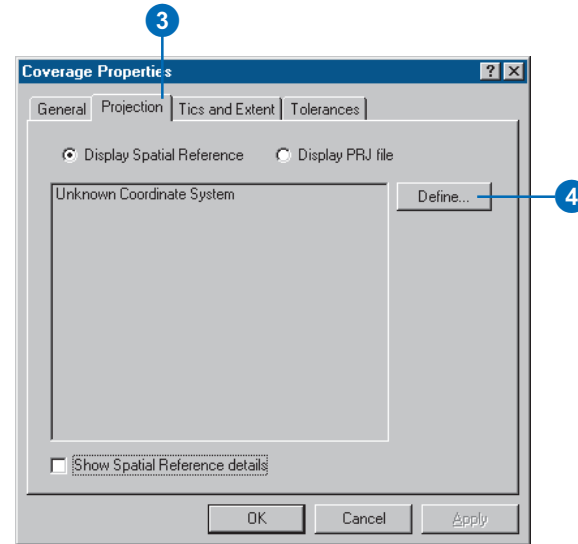 3
Coverage Properties
General Projection Tics and Extent Tolerances
Display Spatial Reference Display PRJ file
Unknown Coordinate System
Define...
4
Show Spatial Reference details
OK Cancel Apply